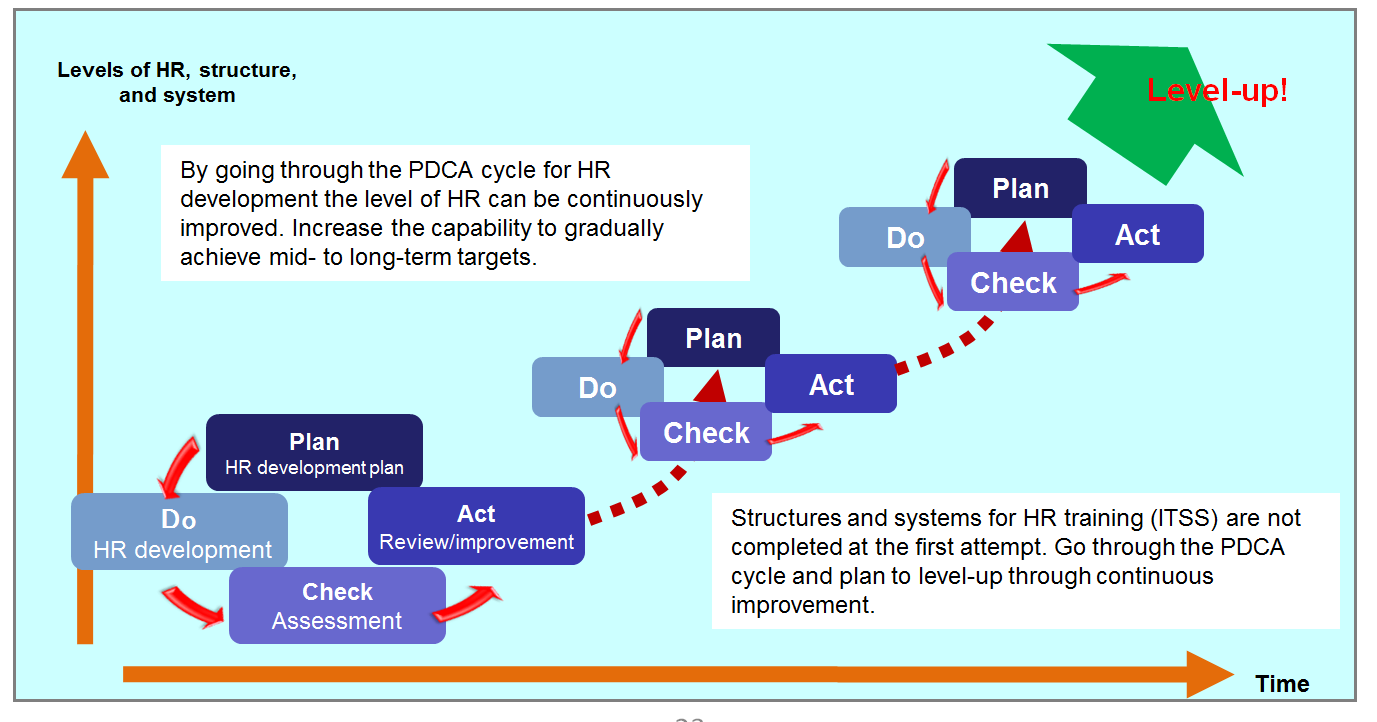 Levels of HR, structure,
and system
Level-up!
By going through the PDCA cycle for HR
development the level of HR can be continuously
improved. Increase the capability to gradually
achieve mid- to long-term targets.
Plan
Do
Act
Check
Plan
Do
Act
Check
Plan
HR development plan
Do
HR development
Act
Review/improvement
Check
Assessment
Structures and systems for HR training (ITSS) are not
completed at the first attempt. Go through the PDCA
cycle and plan to level-up through continuous
improvement.
Time